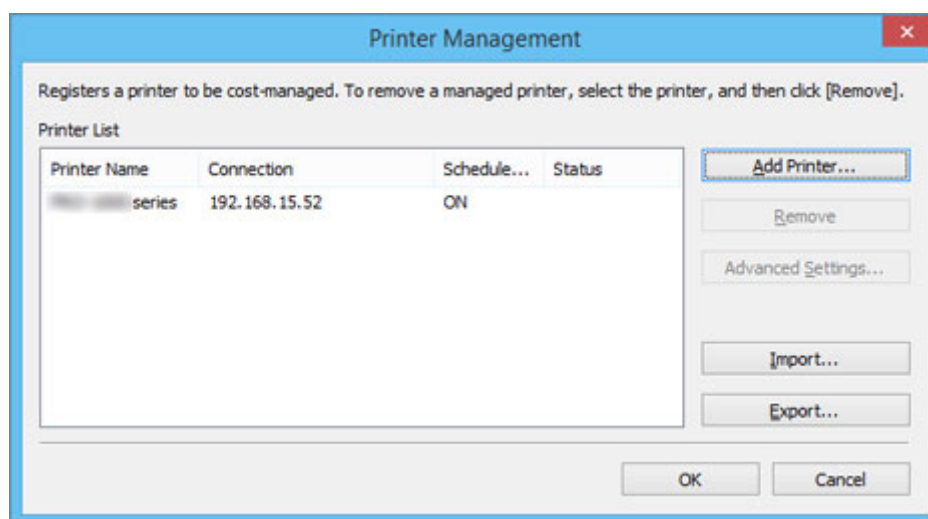 Printer Management
Registers a printer to be cost-managed. To remove a managed printer, select the printer, and then click [Remove].
Printer List
Printer Name Connection Schedule... Status
series 192.168.15.52 ON
Add Printer...
Remove
Advanced Settings...
Import...
Export...
OK Cancel